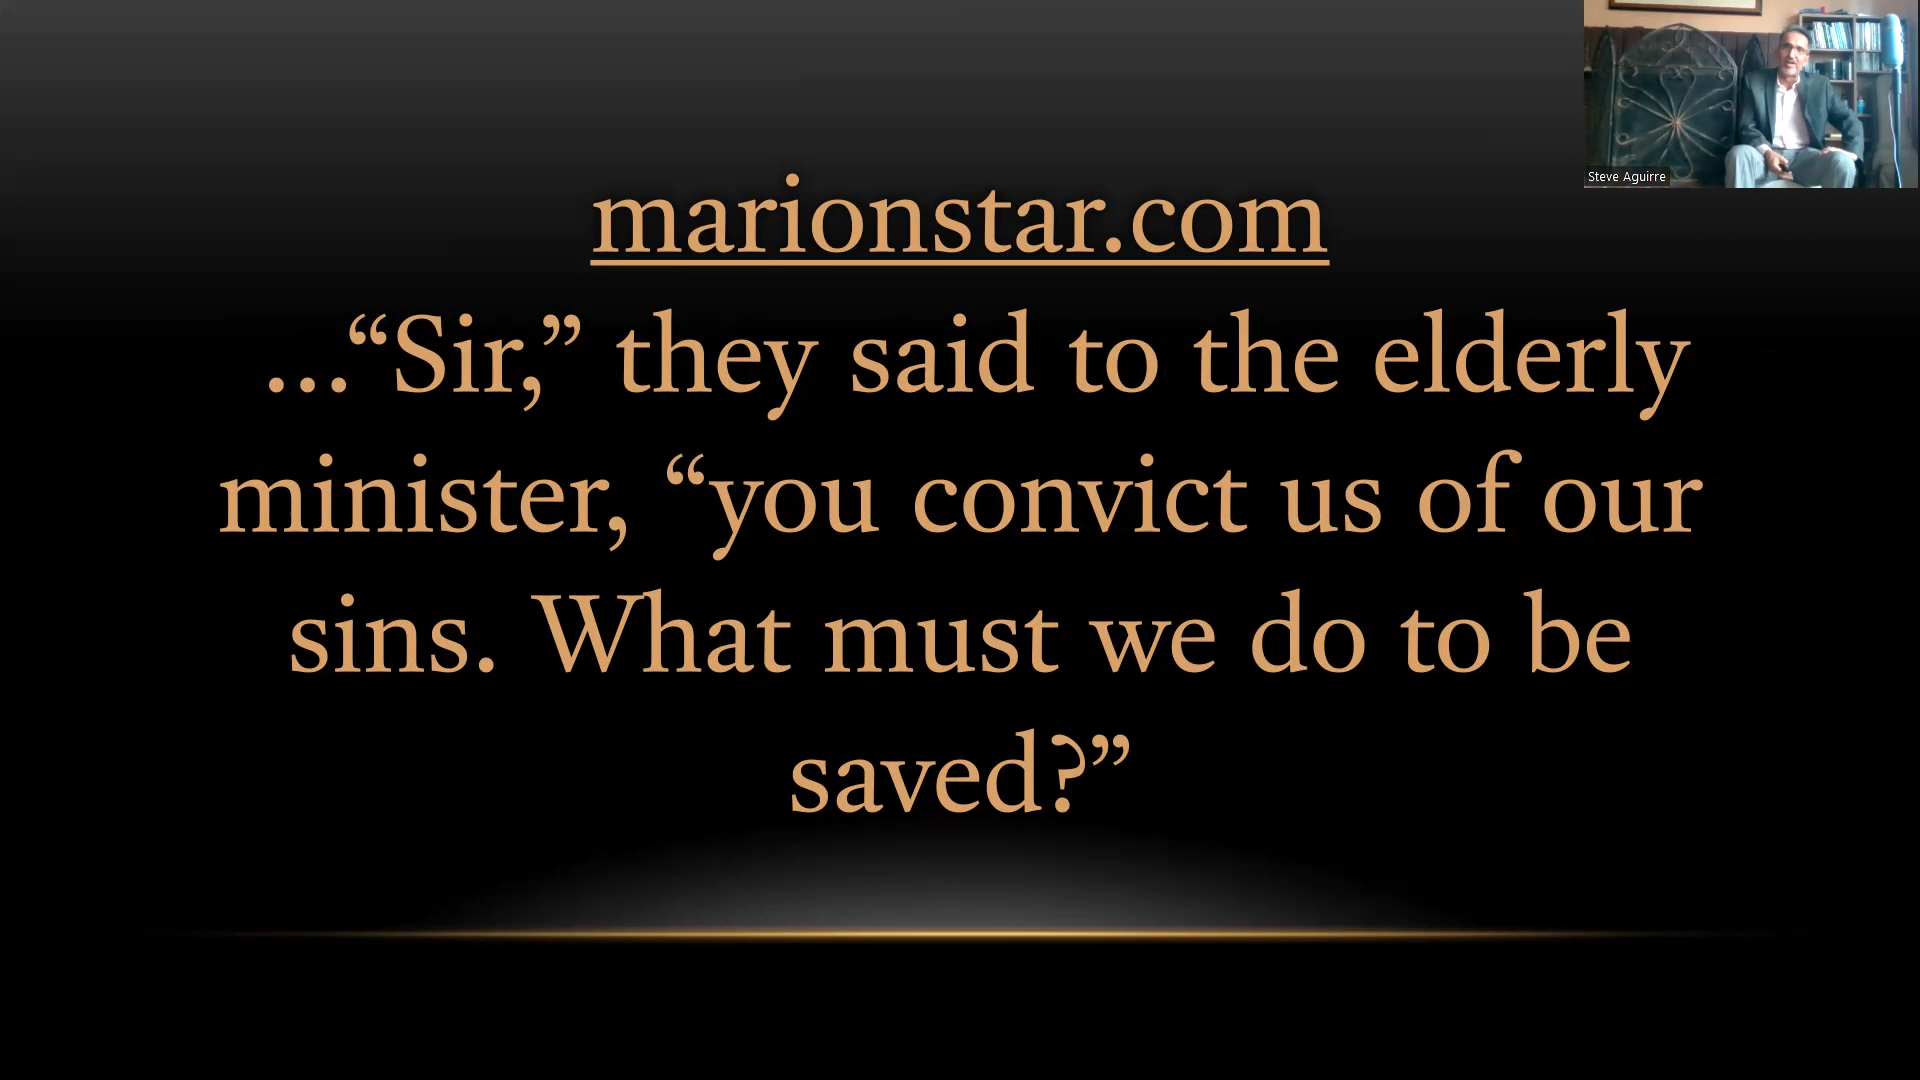 Steve Aguirre
marionstar.com
…“Sir,” they said to the elderly
minister, “you convict us of our
sins. What must we do to be
saved?”